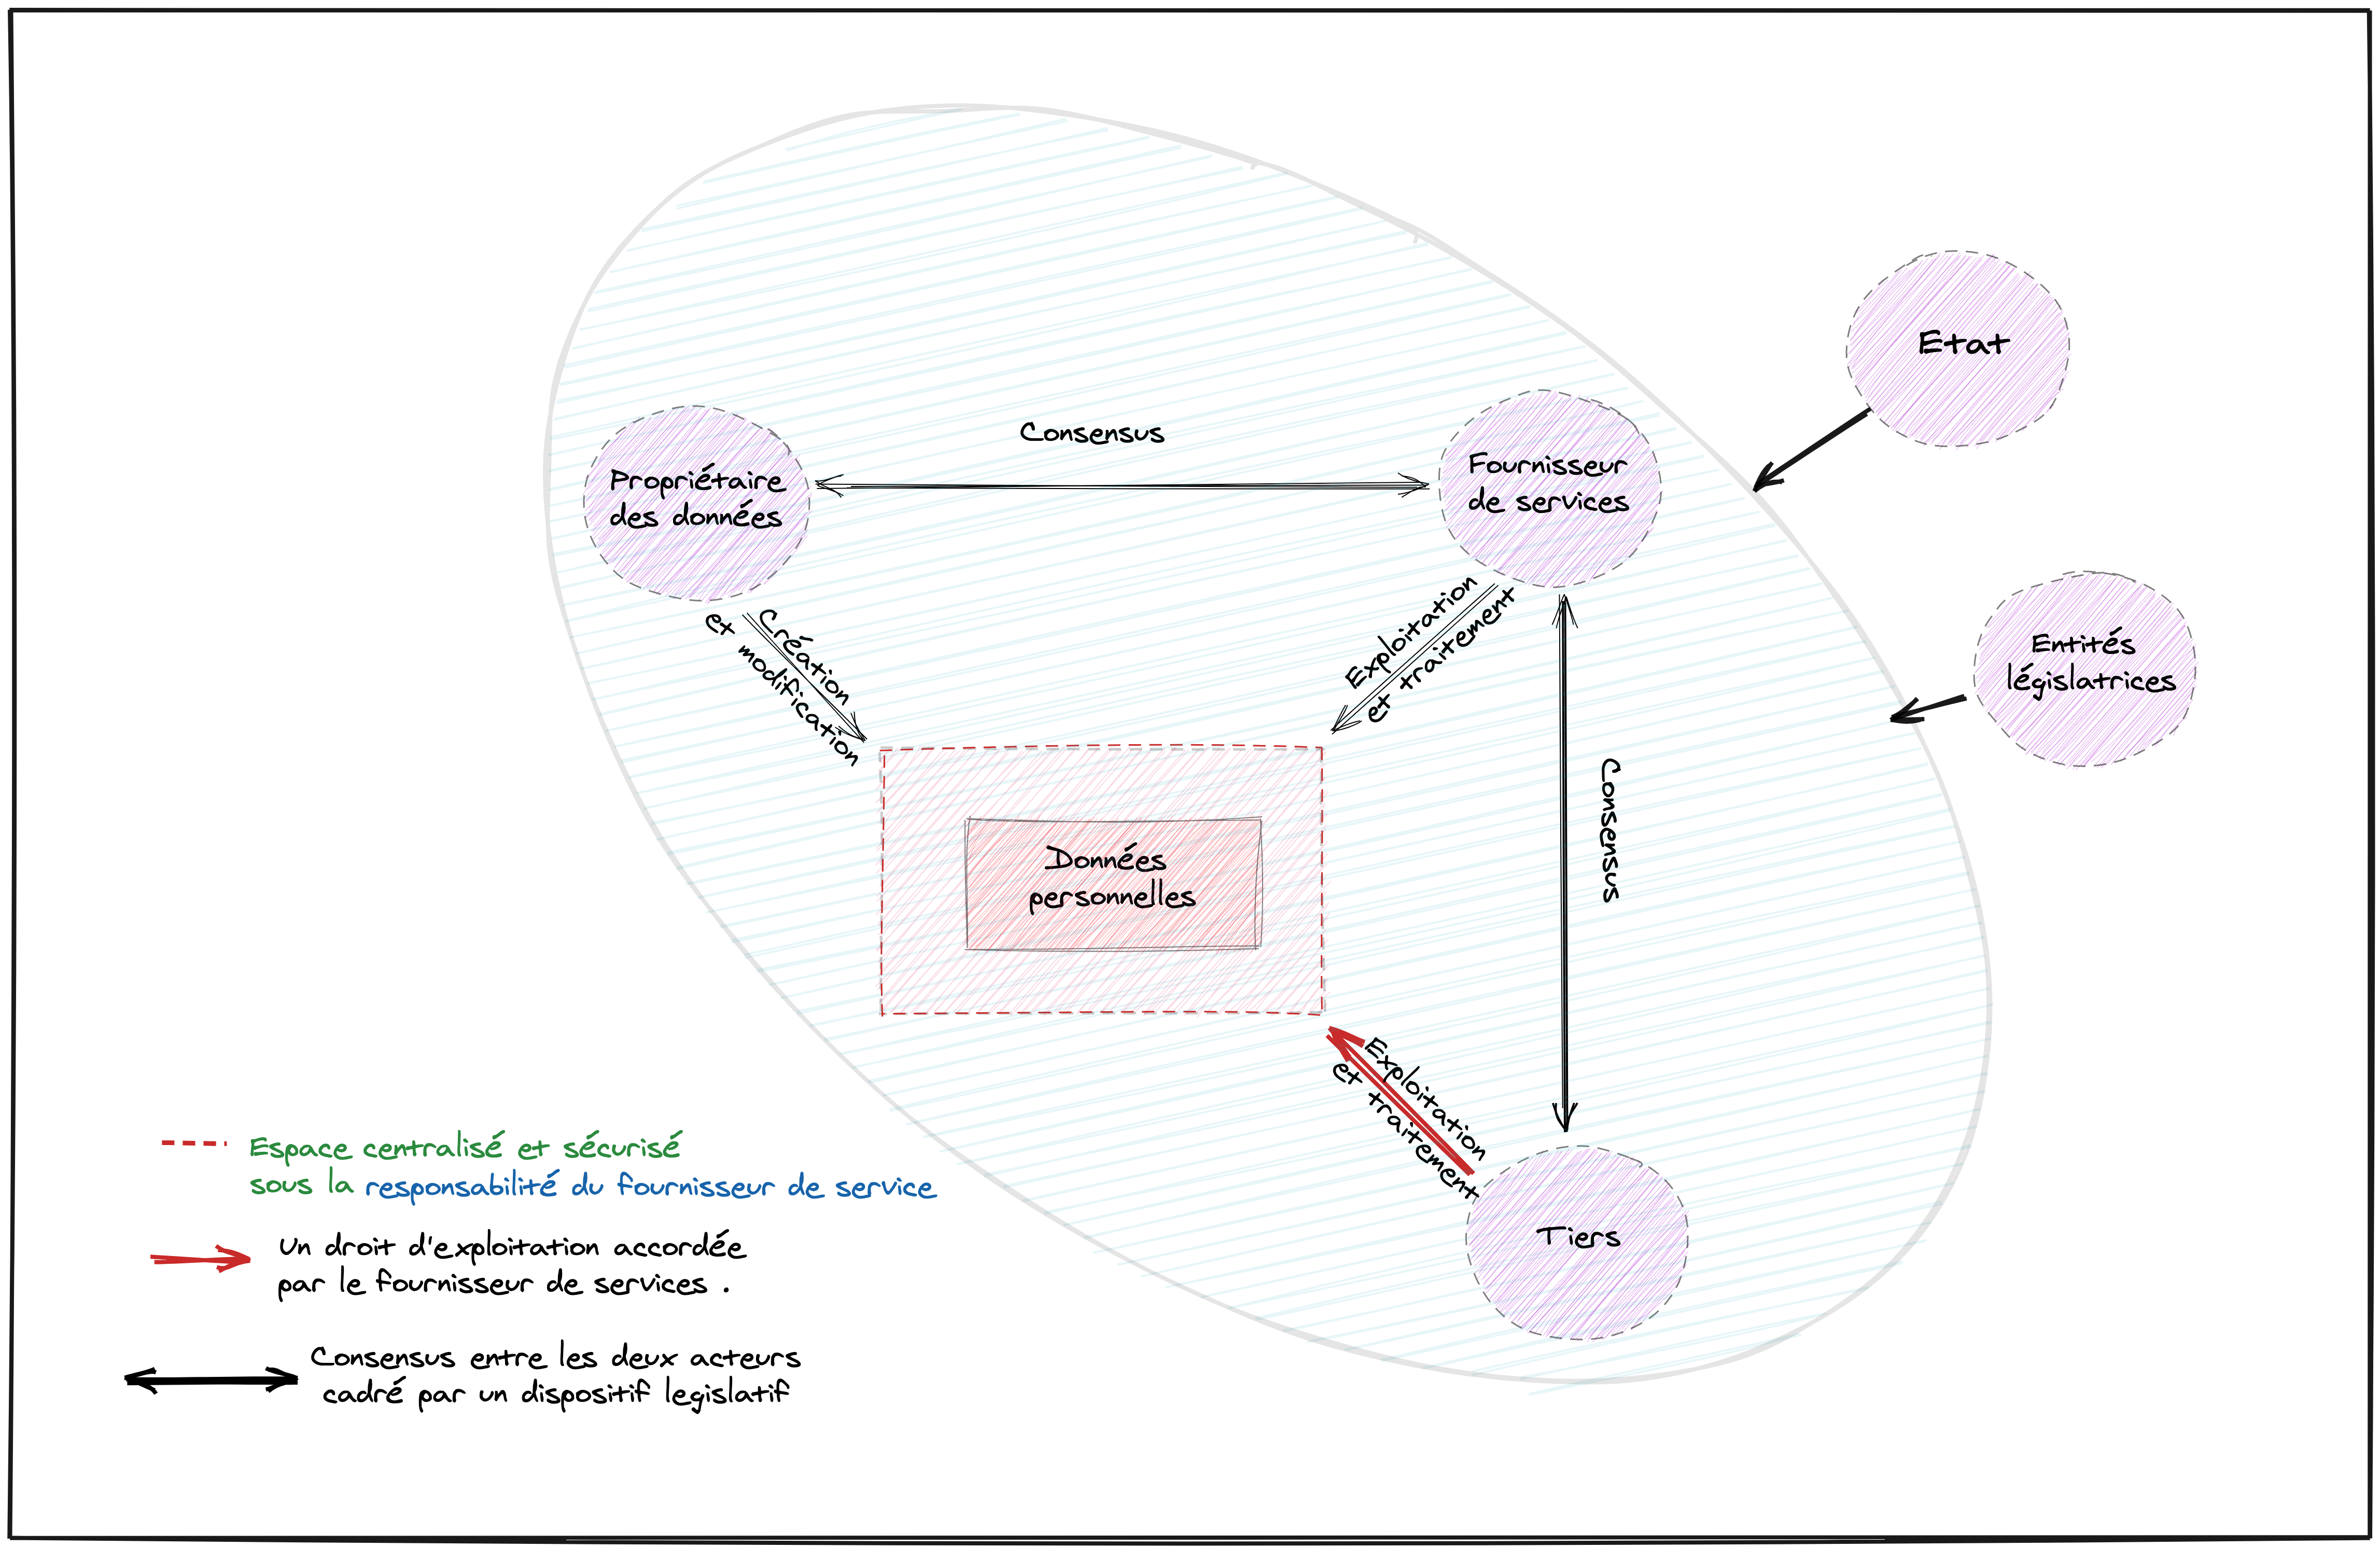 Etat
Consensus
Propriétaire
des données
Fournisseur
de services
Entités
législatrices
Création
et modification
Exploitation
et traitement
Consensus
Données
personnelles
Exploitation
et traitement
Tiers
Espace centralisé et sécurisé
sous la responsabilité du fournisseur de service
Un droit d'exploitation accordée
par le fournisseur de services .
Consensus entre les deux acteurs
cadré par un dispositif legislatif